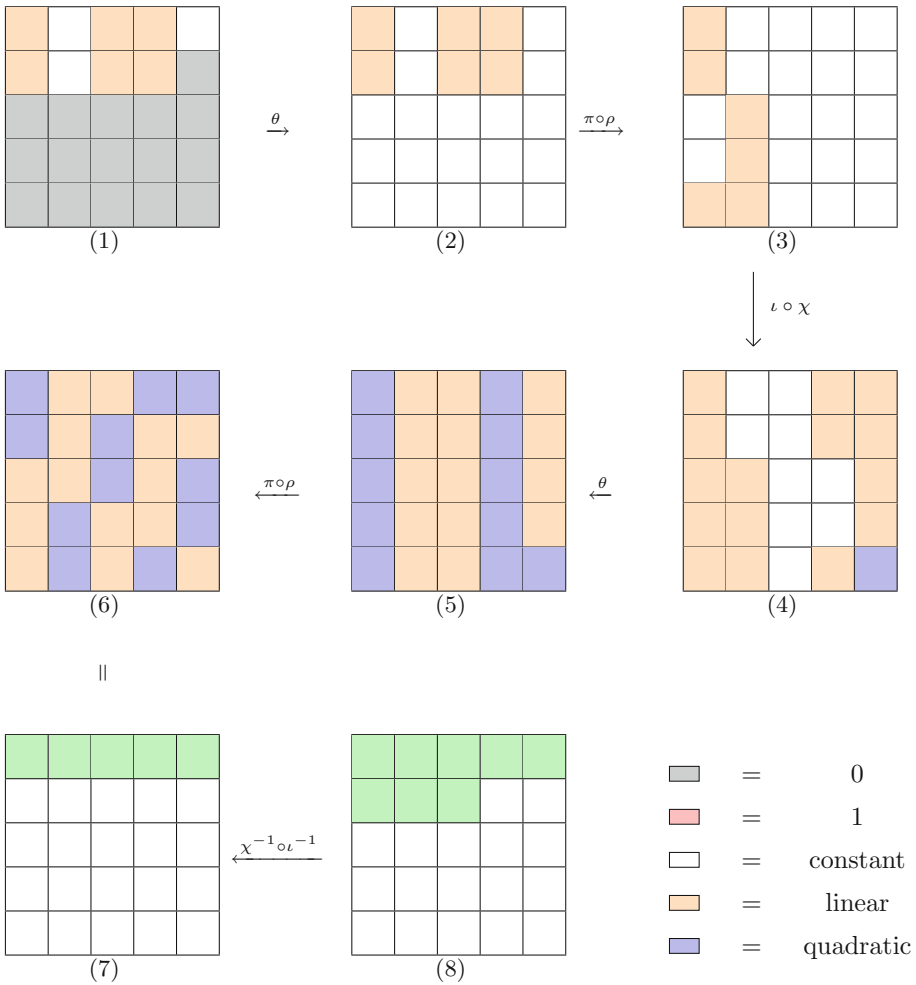 θ
→
π∘ρ
→
(1)
(2)
(3)
ι ∘ χ
π∘ρ
←
θ
←
(6)
(5)
(4)
=
= 0
= 1
χ⁻¹∘ι⁻¹
←
= constant
= linear
= quadratic
(7)
(8)